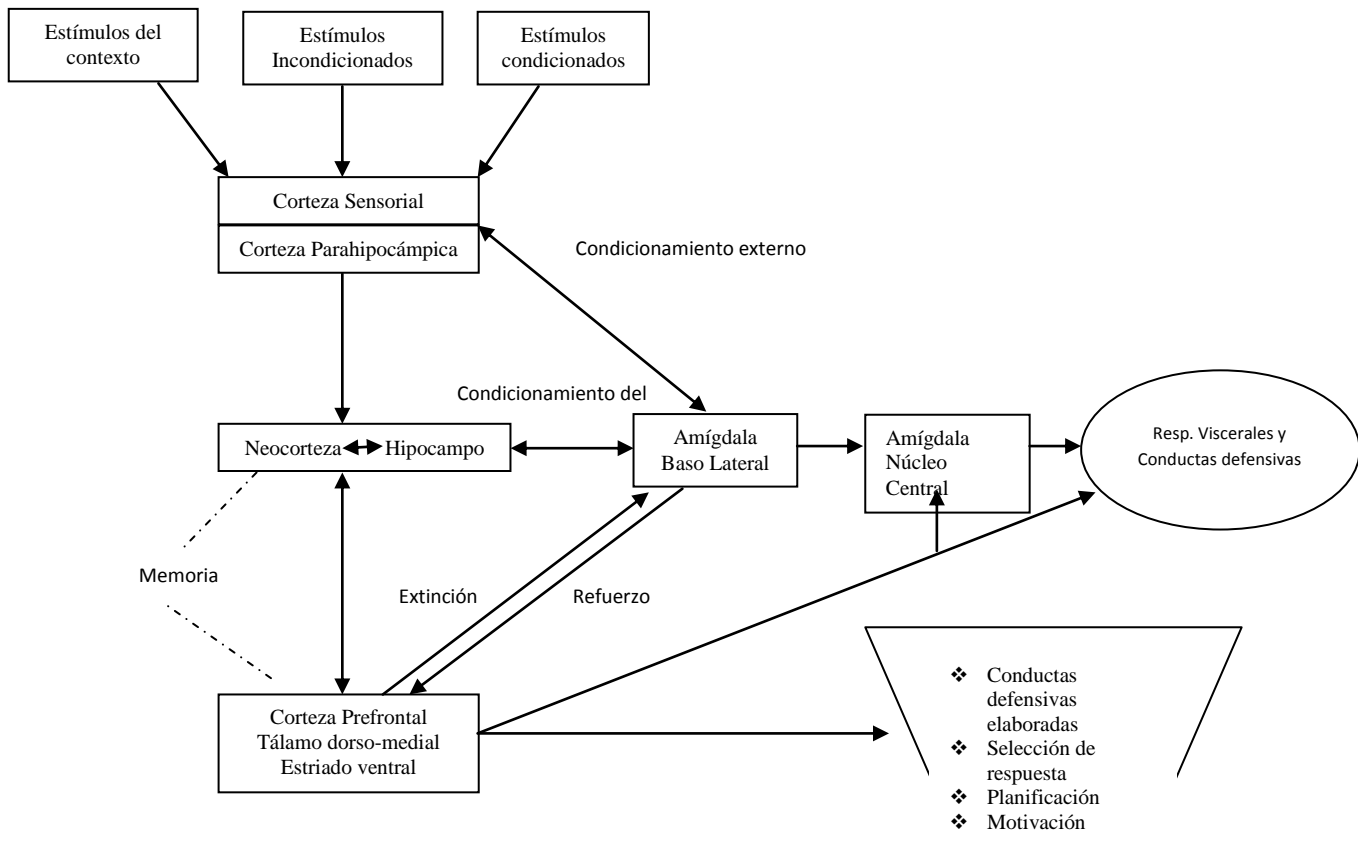 Estímulos del
contexto
Estímulos
Incondicionados
Estímulos
condicionados
Corteza Sensorial
Corteza Parahipocámpica
Condicionamiento externo
Condicionamiento del
Neocorteza
Hipocampo
Amígdala
Baso Lateral
Amígdala
Núcleo
Central
Resp. Viscerales y
Conductas defensivas
Memoria
Extinción
Refuerzo
Corteza Prefrontal
Tálamo dorso-medial
Estriado ventral
❖ Conductas
defensivas
elaboradas
❖ Selección de
respuesta
❖ Planificación
❖ Motivación